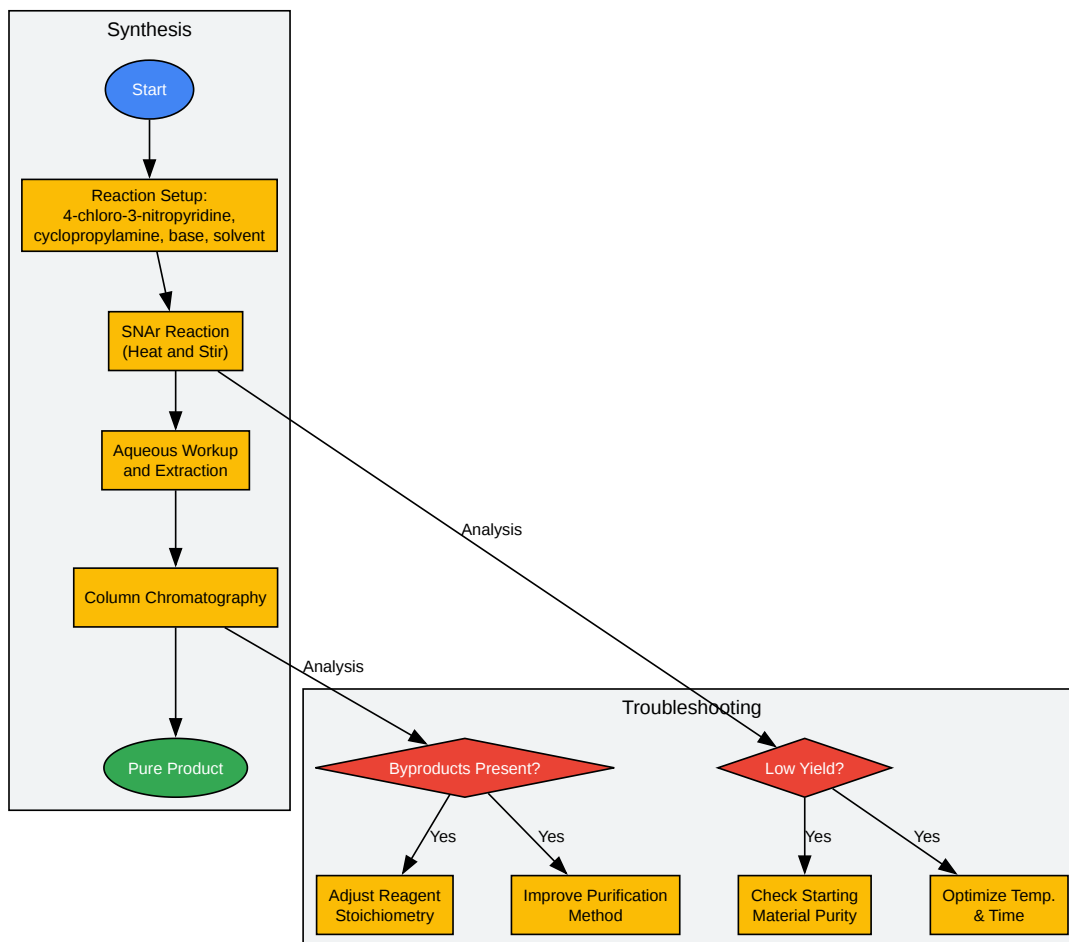 Synthesis
Start
Reaction Setup:
4-chloro-3-nitropyridine,
cyclopropylamine, base, solvent
SNAr Reaction
(Heat and Stir)
Aqueous Workup
and Extraction
Analysis
Column Chromatography
Analysis
Troubleshooting
Pure Product
Byproducts Present?
Low Yield?
Yes
Yes
Yes
Yes
Adjust Reagent
Stoichiometry
Improve Purification
Method
Check Starting
Material Purity
Optimize Temp.
& Time